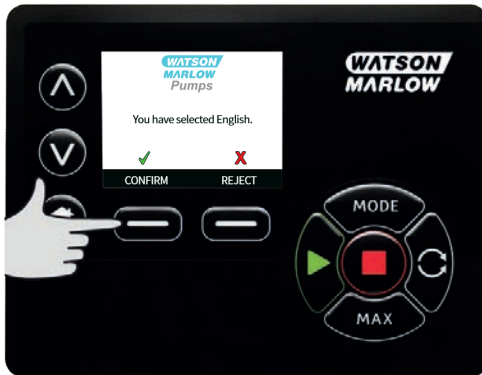 WATSON
MARLOW
Pumps
You have selected English.
CONFIRM REJECT
WATSON
MARLOW
MODE
MAX